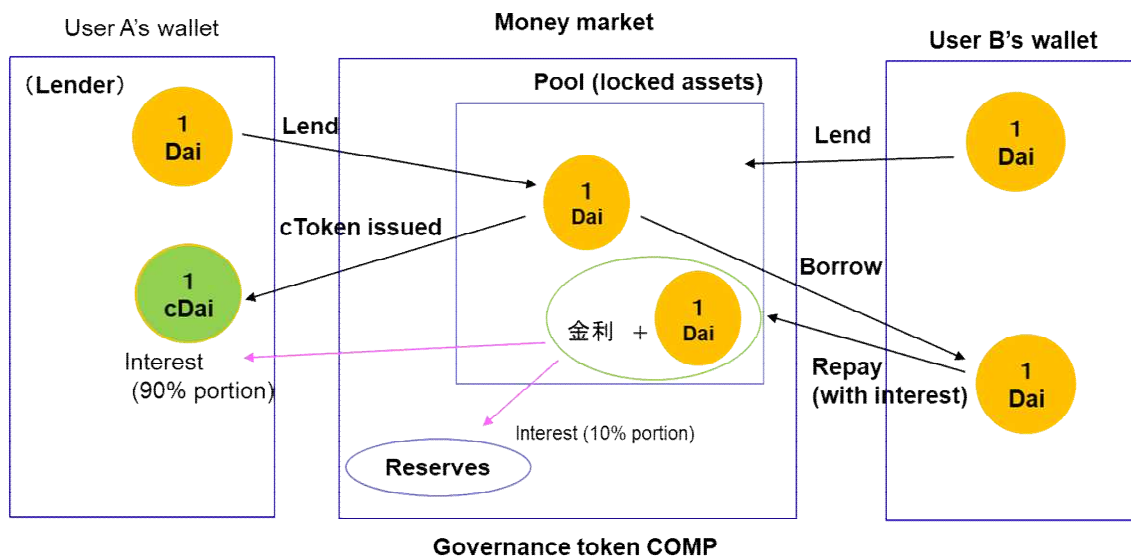 User A's wallet
Money market
User B's wallet
（Lender）
1
Dai
Lend
cToken issued
1
cDai
Interest
(90% portion)
Pool (locked assets)
1
Dai
金利 ＋
1
Dai
Interest (10% portion)
Reserves
Lend
1
Dai
Borrow
Repay
(with interest)
1
Dai
Governance token COMP